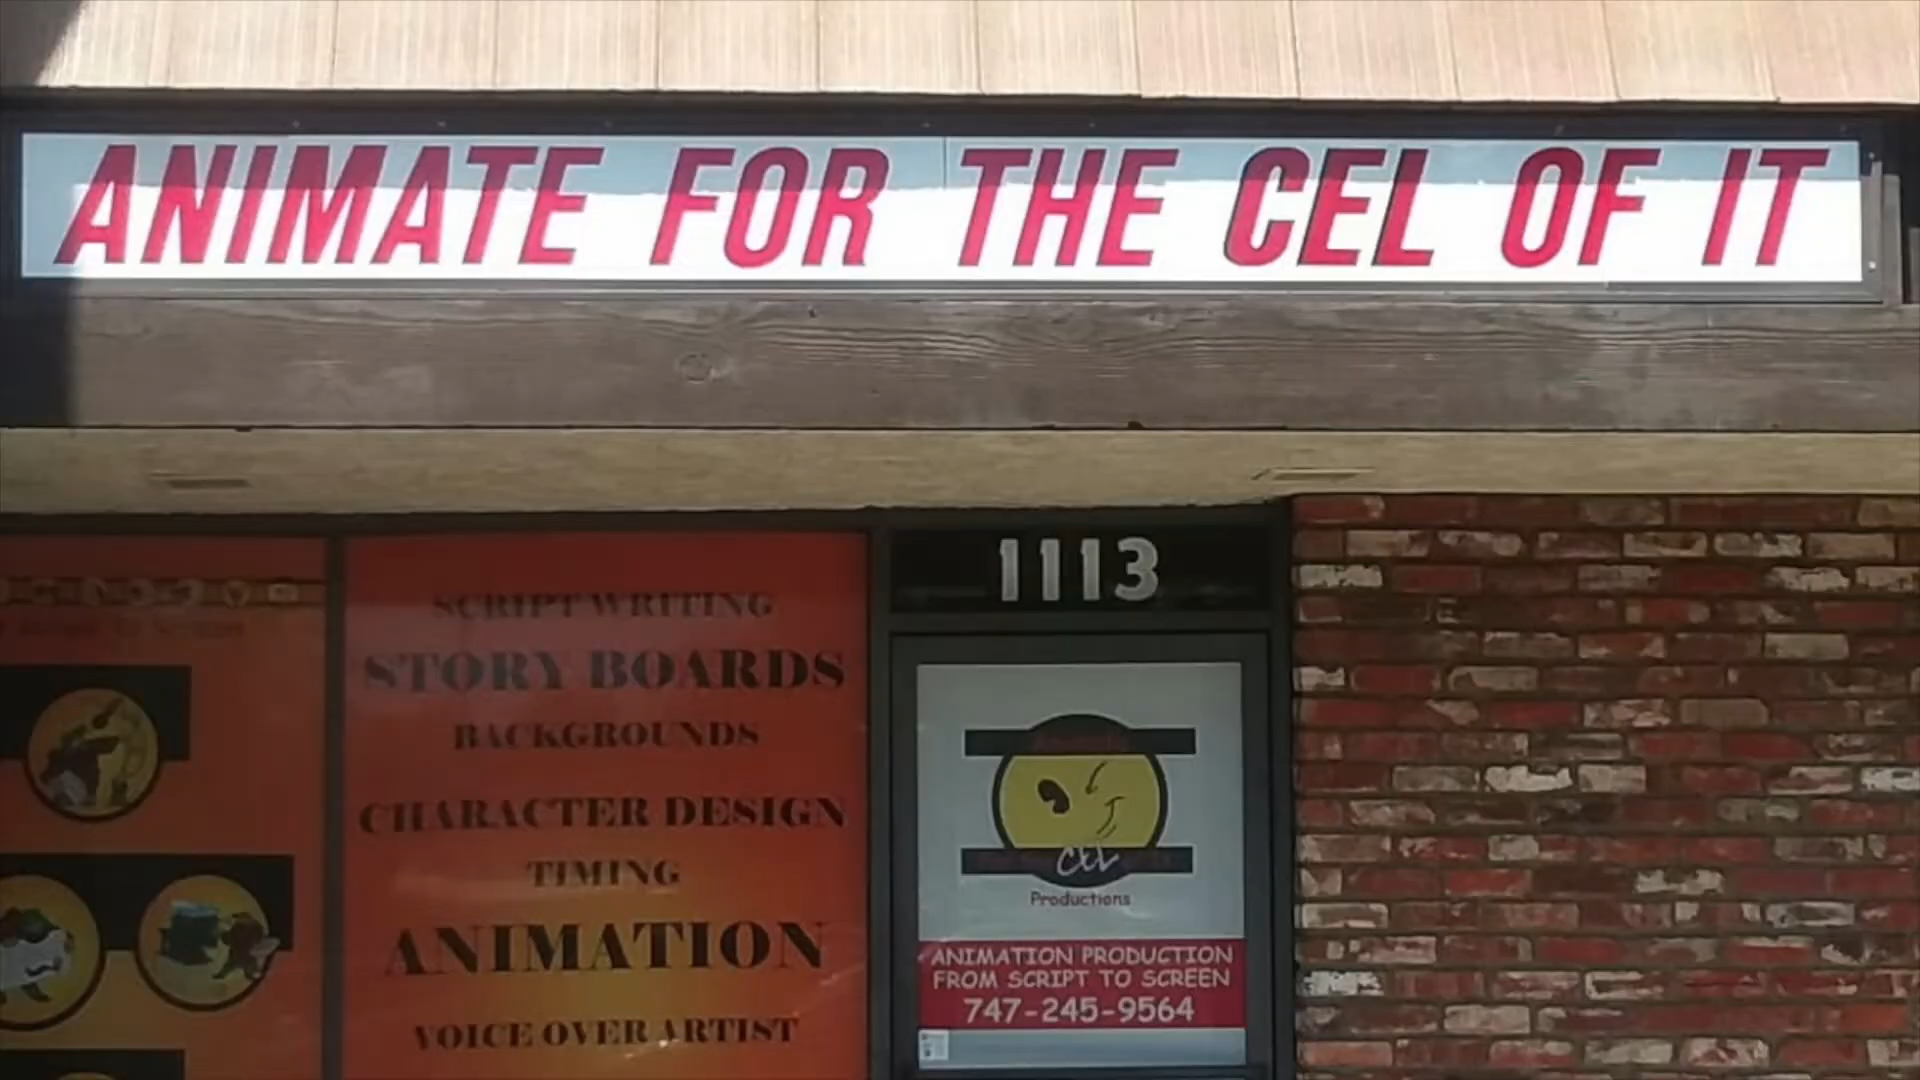 ANIMATE FOR THE CEL OF IT
1113
SCRIPT WRITING
STORY BOARDS
BACKGROUNDS
CHARACTER DESIGN
TIMING
ANIMATION
VOICE OVER ARTIST
CEL
Productions
ANIMATION PRODUCTION
FROM SCRIPT TO SCREEN
747-245-9564